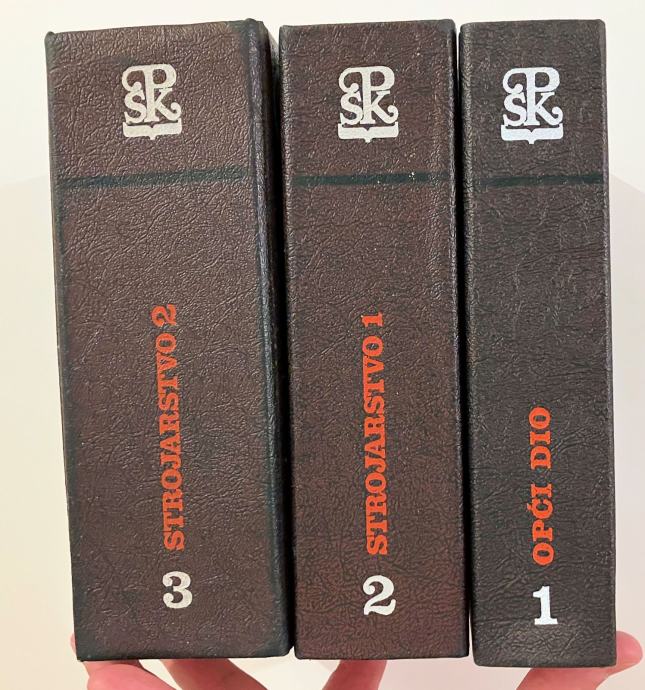 ŠPK
STROJARSTVO 2
3
ŠPK
STROJARSTVO 1
2
ŠPK
OPĆI DIO
1